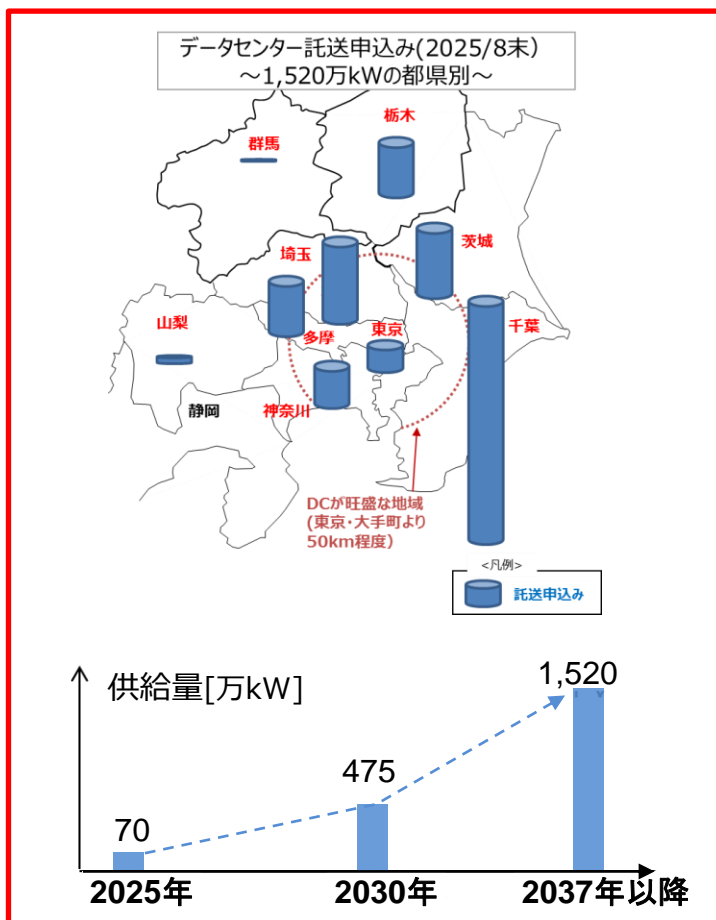 データセンター託送申込み(2025/8末)
~1,520万kWの都県別~
栃木
群馬
茨城
埼玉
山梨
多摩
東京
千葉
静岡
神奈川
DCが旺盛な地域
(東京・大手町より
50km程度)
<凡例>
託送申込み
供給量[万kW]
1,520
475
70
2025年
2030年
2037年以降